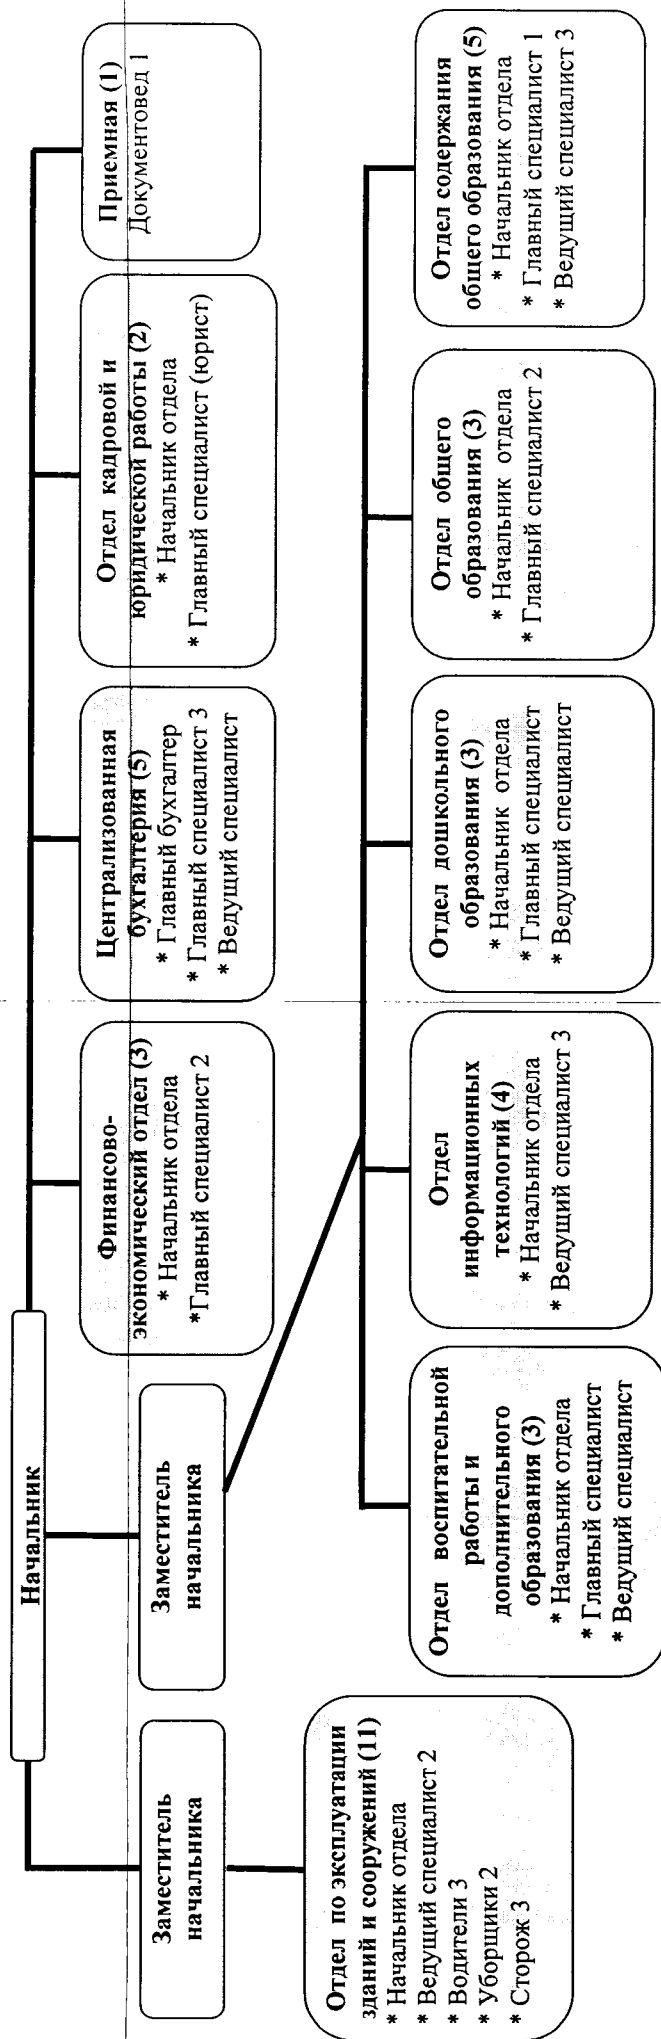 Начальник
Заместитель
начальника
Заместитель
начальника
Финансово-
экономический отдел (3)
* Начальник отдела
*Главный специалист 2
Централизованная
бухгалтерия (5)
* Главный бухгалтер
* Главный специалист 3
* Ведущий специалист
Отдел кадровой и
юридической работы (2)
* Начальник отдела
* Главный специалист (юрист)
Приемная (1)
Документовед 1
Отдел по эксплуатации
зданий и сооружений (11)
* Начальник отдела
* Ведущий специалист 2
* Водители 3
* Уборщики 2
* Сторож 3
Отдел воспитательной
работы и
дополнительного
образования (3)
* Начальник отдела
* Главный специалист
* Ведущий специалист
Отдел
информационных
технологий (4)
* Начальник отдела
* Ведущий специалист 3
Отдел дошкольного
образования (3)
* Начальник отдела
* Главный специалист
* Ведущий специалист
Отдел общего
образования (3)
* Начальник отдела
* Главный специалист 2
Отдел содержания
общего образования (5)
* Начальник отдела
* Главный специалист 1
* Ведущий специалист 3